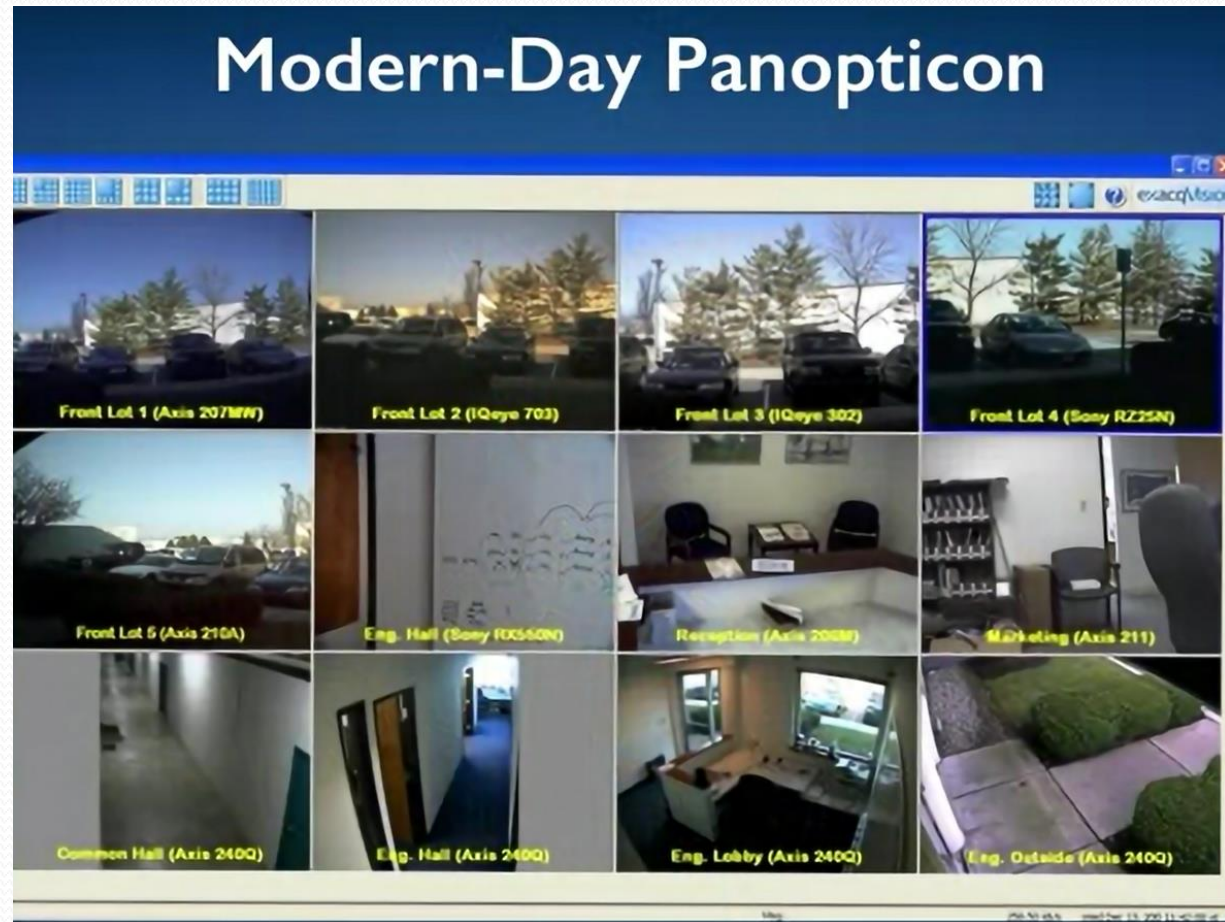 Modern-Day Panopticon
exacqVision
Front Lot 1 (Axis 207MW)
Front Lot 2 (IQeye 703)
Front Lot 3 (IQeye 302)
Front Lot 4 (Sony RZ25N)
Front Lot 5 (Axis 210A)
Eng. Hall (Sony RX550N)
Reception (Axis 206M)
Marketing (Axis 211)
Common Hall (Axis 240Q)
Eng. Hall (Axis 240Q)
Eng. Lobby (Axis 240Q)
Eng. Outside (Axis 240Q)